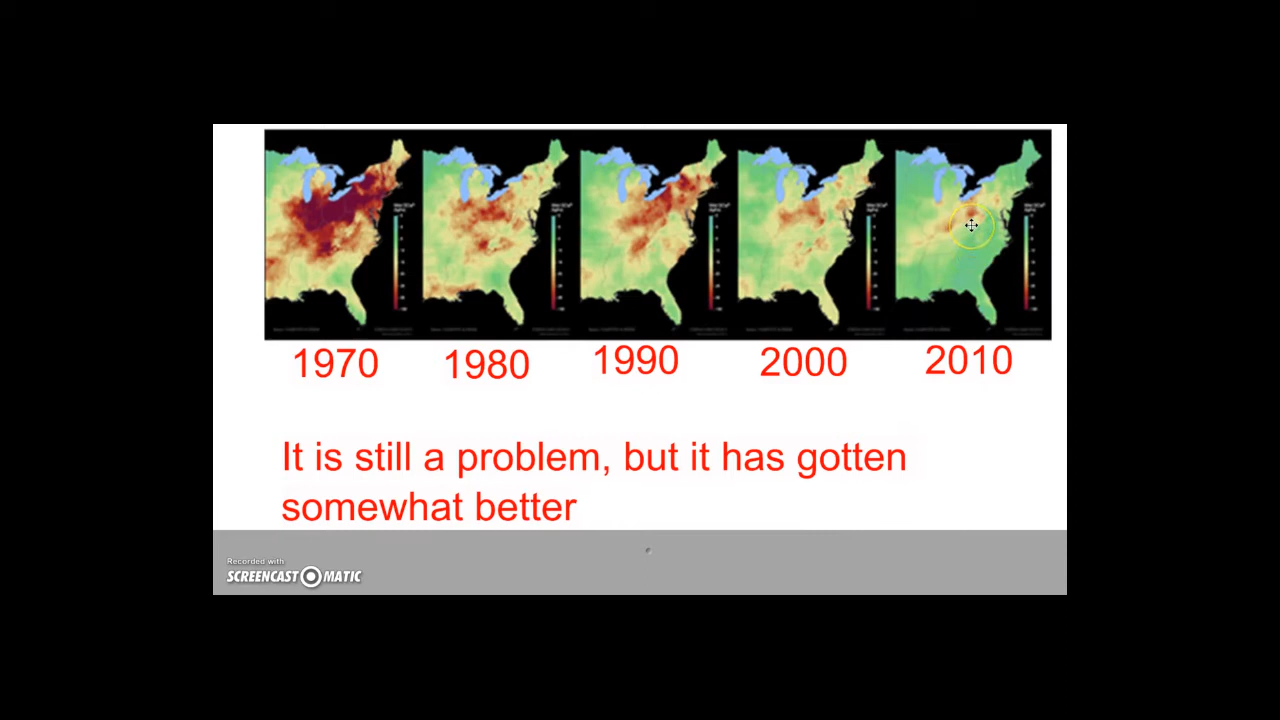 1970 1980 1990 2000 2010
It is still a problem, but it has gotten
somewhat better
Recorded with
SCREENCAST MATIC